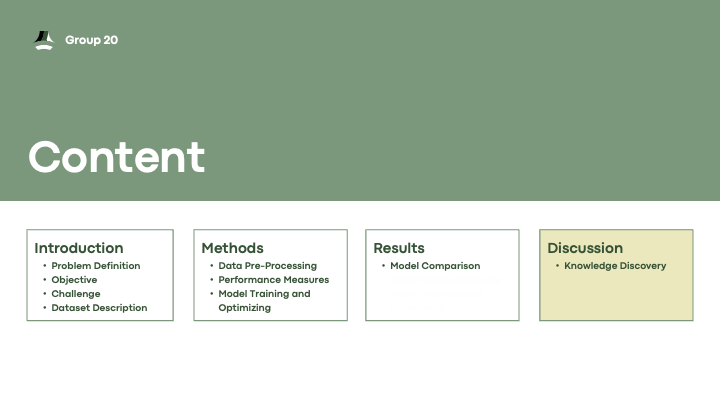 Group 20
Content
Introduction
• Problem Definition
• Objective
• Challenge
• Dataset Description
Methods
• Data Pre-Processing
• Performance Measures
• Model Training and
Optimizing
Results
• Model Comparison
Discussion
• Knowledge Discovery